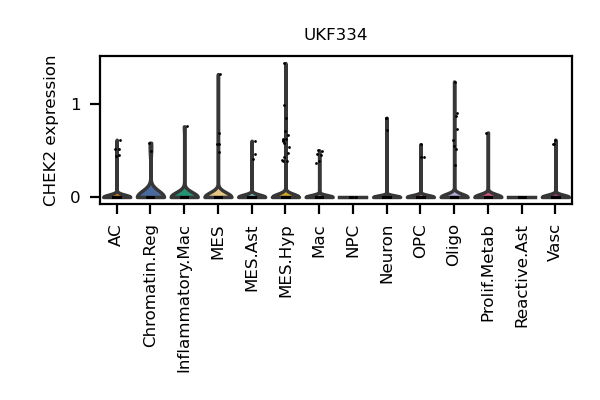 UKF334
CHEK2 expression
1
0
AC
Chromatin.Reg
Inflammatory.Mac
MES
MES.Ast
MES.Hyp
Mac
NPC
Neuron
OPC
Oligo
Prolif.Metab
Reactive.Ast
Vasc